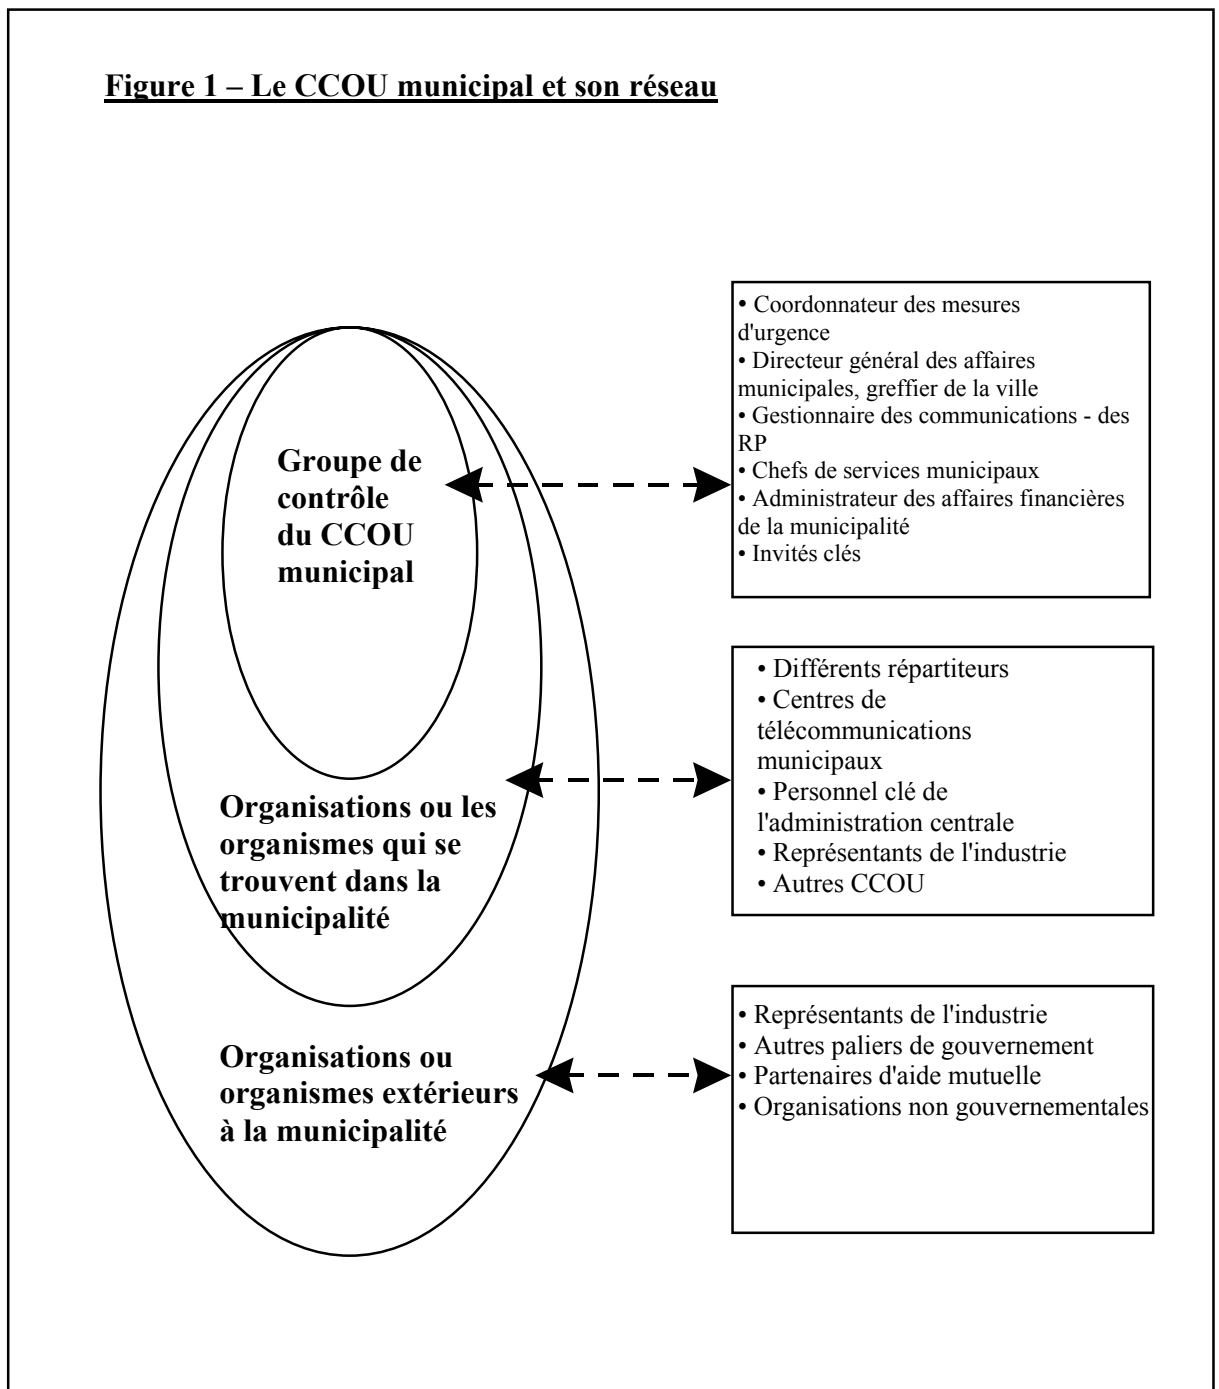 Figure 1 – Le CCOU municipal et son réseau
Groupe de
contrôle
du CCOU
municipal
• Coordonnateur des mesures
d'urgence
• Directeur général des affaires
municipales, greffier de la ville
• Gestionnaire des communications - des
RP
• Chefs de services municipaux
• Administrateur des affaires financières
de la municipalité
• Invités clés
Organisations ou les
organismes qui se
trouvent dans la
municipalité
• Différents répartiteurs
• Centres de
télécommunications
municipaux
• Personnel clé de
l'administration centrale
• Représentants de l'industrie
• Autres CCOU
Organisations ou
organismes extérieurs
à la municipalité
• Représentants de l'industrie
• Autres paliers de gouvernement
• Partenaires d'aide mutuelle
• Organisations non gouvernementales